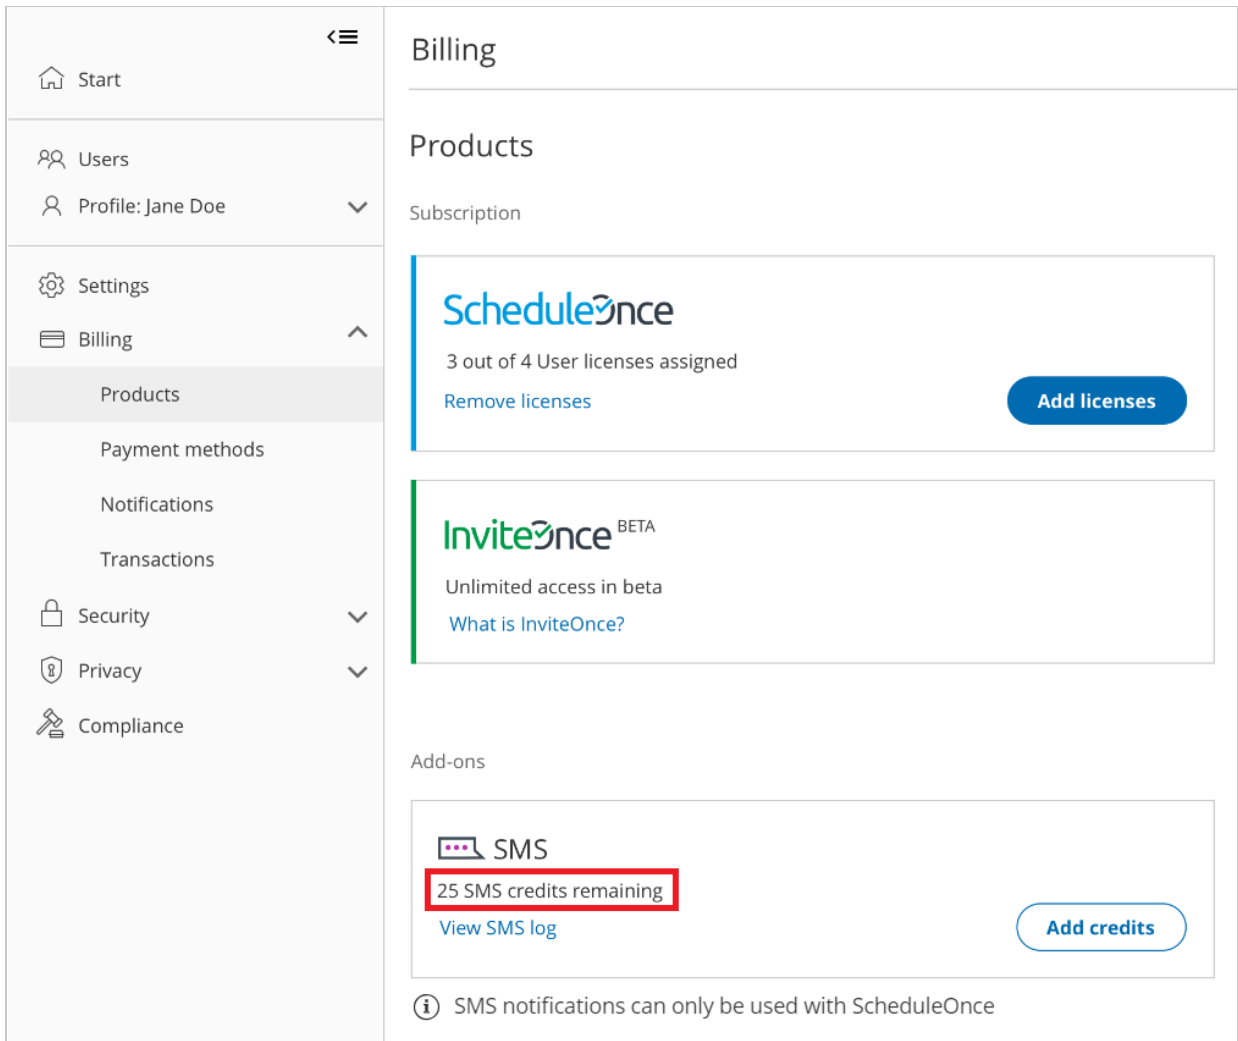 Start
Users
Profile: Jane Doe
Settings
Billing
Products
Payment methods
Notifications
Transactions
Security
Privacy
Compliance
Billing
Products
Subscription
ScheduleOnce
3 out of 4 User licenses assigned
Remove licenses
Add licenses
InviteOnce BETA
Unlimited access in beta
What is InviteOnce?
Add-ons
SMS
25 SMS credits remaining
View SMS log
Add credits
SMS notifications can only be used with ScheduleOnce